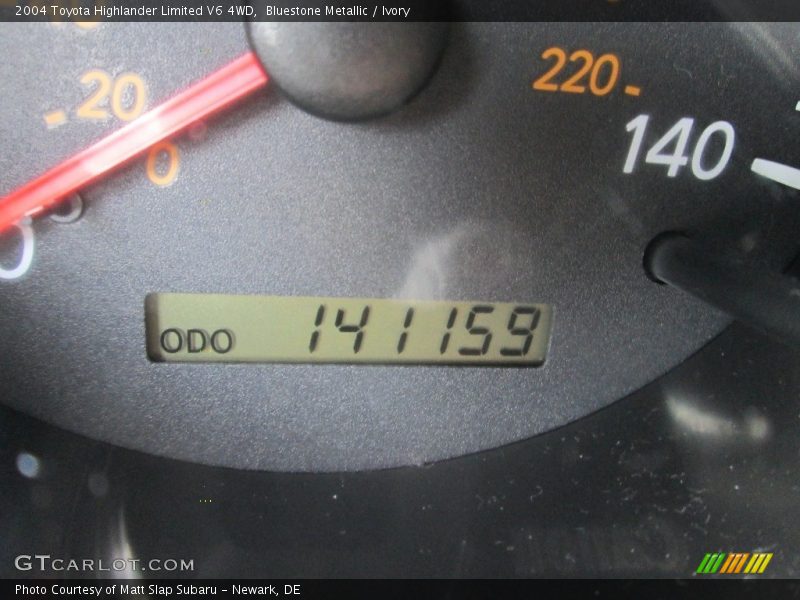 2004 Toyota Highlander Limited V6 4WD, Bluestone Metallic / Ivory
20
220
140
0
0
ODO 141159
GTCARLOT.COM
Photo Courtesy of Matt Slap Subaru – Newark, DE